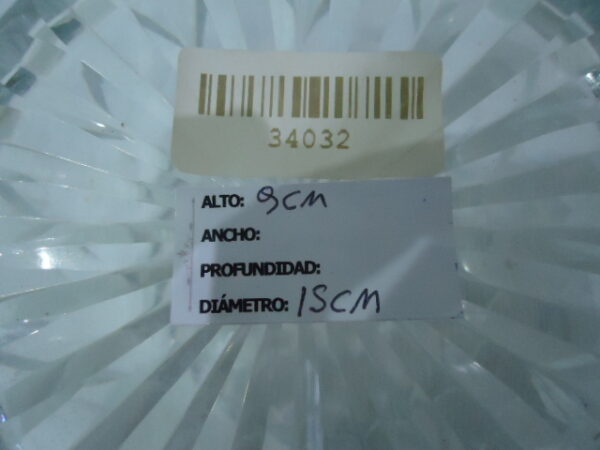 34032
ALTO: 9CM
ANCHO:
PROFUNDIDAD:
DIÁMETRO: 15CM